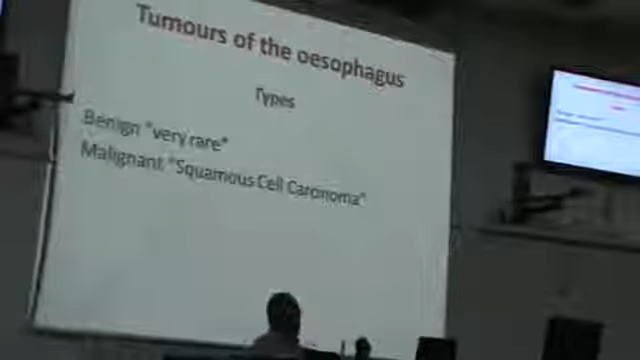 Tumours of the oesophagus
Types
Benign "very rare"
Malignant "Squamous Cell Carcinoma"